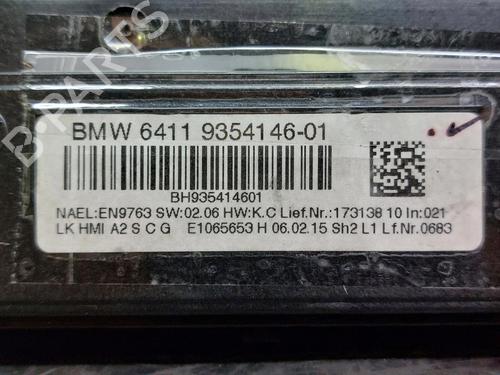 B-PARTS
BMW 6411 9354146-01
BH935414601
NAEL:EN9763 SW:02.06 HW:K.C Lief.Nr.:173138 10 In:021
LK HMI A2 S C G E1065653 H 06.02.15 Sh2 L1 Lf.Nr.0683